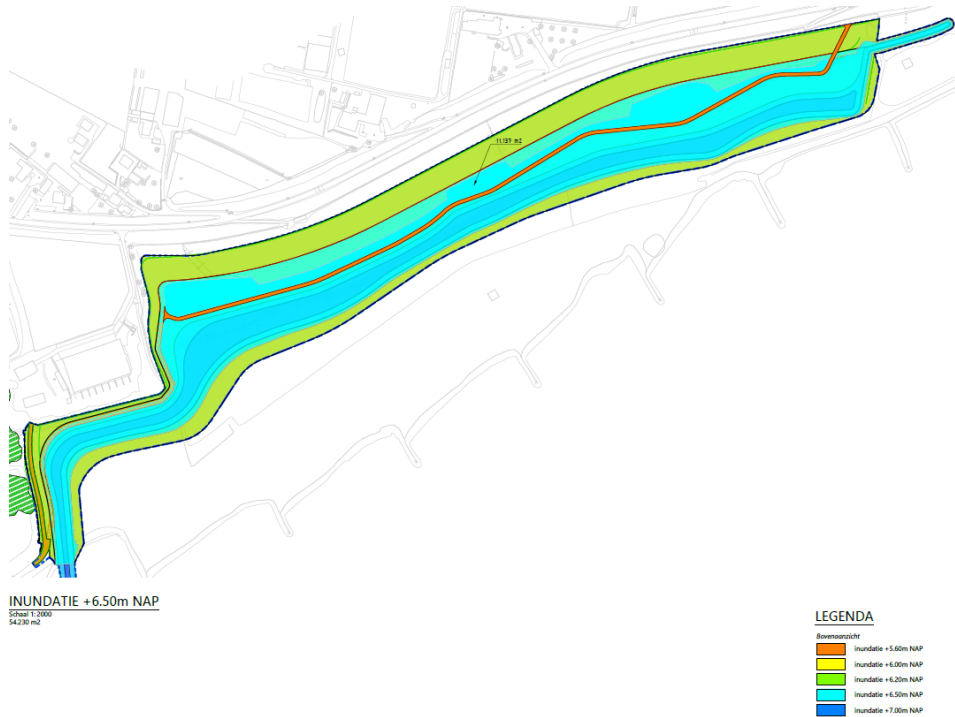 11.139 m2
INUNDATIE +6.50m NAP
Schaal 1:2000
54.230 m2
LEGENDA
Bovenaanzicht
inundatie +5.60m NAP
inundatie +6.00m NAP
inundatie +6.20m NAP
inundatie +6.50m NAP
inundatie +7.00m NAP